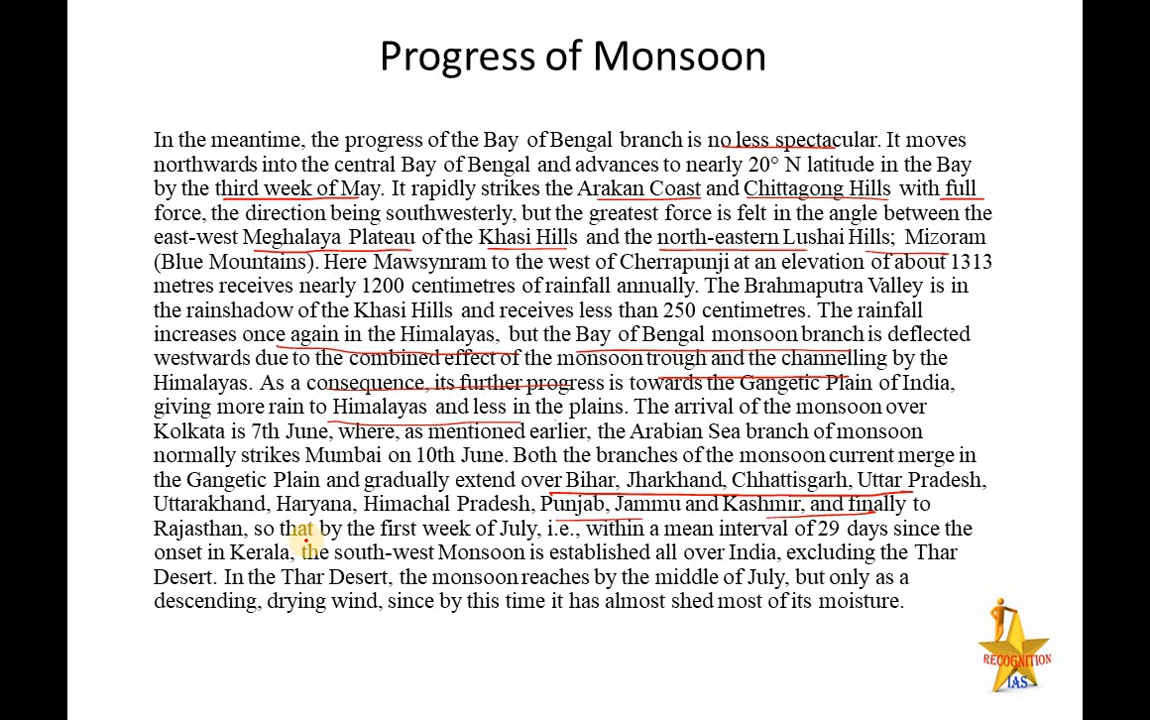 Progress of Monsoon
In the meantime, the progress of the Bay of Bengal branch is no less spectacular. It moves
northwards into the central Bay of Bengal and advances to nearly 20° N latitude in the Bay
by the third week of May. It rapidly strikes the Arakan Coast and Chittagong Hills with full
force, the direction being southwesterly, but the greatest force is felt in the angle between the
east-west Meghalaya Plateau of the Khasi Hills and the north-eastern Lushai Hills; Mizoram
(Blue Mountains). Here Mawsynram to the west of Cherrapunji at an elevation of about 1313
metres receives nearly 1200 centimetres of rainfall annually. The Brahmaputra Valley is in
the rainshadow of the Khasi Hills and receives less than 250 centimetres. The rainfall
increases once again in the Himalayas, but the Bay of Bengal monsoon branch is deflected
westwards due to the combined effect of the monsoon trough and the channelling by the
Himalayas. As a consequence, its further progress is towards the Gangetic Plain of India,
giving more rain to Himalayas and less in the plains. The arrival of the monsoon over
Kolkata is 7th June, where, as mentioned earlier, the Arabian Sea branch of monsoon
normally strikes Mumbai on 10th June. Both the branches of the monsoon current merge in
the Gangetic Plain and gradually extend over Bihar, Jharkhand, Chhattisgarh, Uttar Pradesh,
Uttarakhand, Haryana, Himachal Pradesh, Punjab, Jammu and Kashmir, and finally to
Rajasthan, so that by the first week of July, i.e., within a mean interval of 29 days since the
onset in Kerala, the south-west Monsoon is established all over India, excluding the Thar
Desert. In the Thar Desert, the monsoon reaches by the middle of July, but only as a
descending, drying wind, since by this time it has almost shed most of its moisture.
RECOGNITION
IAS